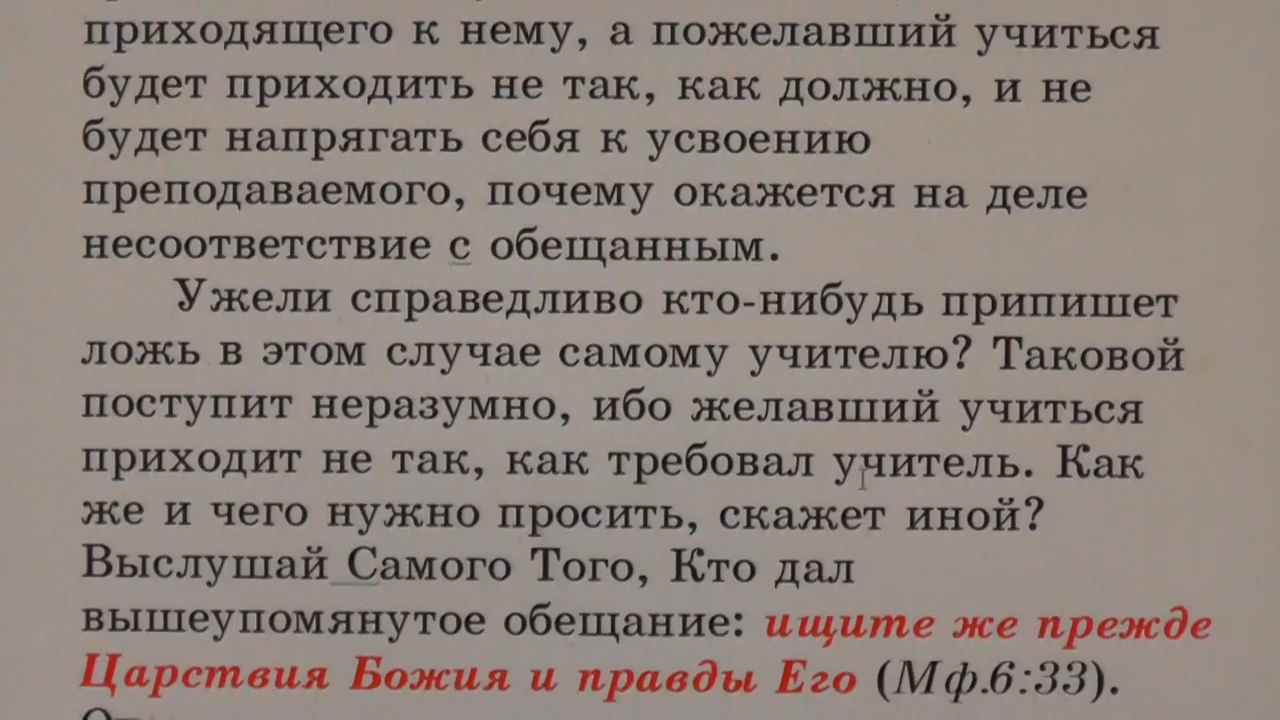 приходящего к нему, а пожелавший учиться
будет приходить не так, как должно, и не
будет напрягать себя к усвоению
преподаваемого, почему окажется на деле
несоответствие с обещанным.
Ужели справедливо кто-нибудь припишет
ложь в этом случае самому учителю? Таковой
поступит неразумно, ибо желавший учиться
приходит не так, как требовал учитель. Как
же и чего нужно просить, скажет иной?
Выслушай Самого Того, Кто дал
вышеупомянутое обещание: ищите же прежде
Царствия Божия и правды Его (Мф.6:33).